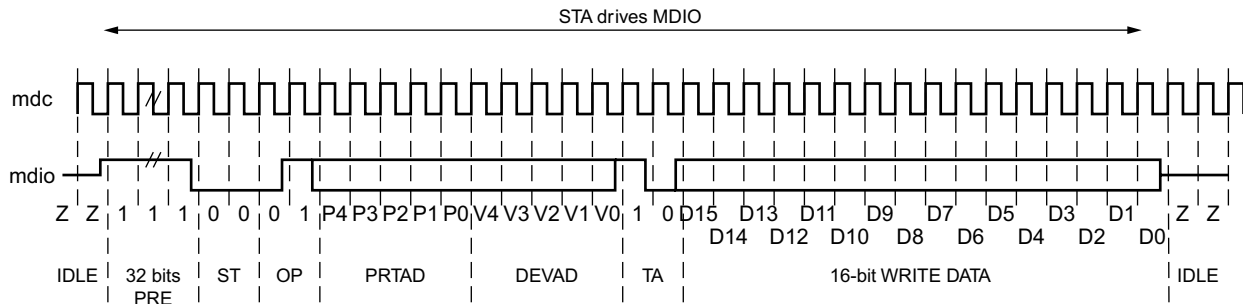 STA drives MDIO
mdc
mdio
Z Z 1 1 1 0 0 0 1 P4 P3 P2 P1 P0 V4 V3 V2 V1 V0 1 0 D15 D13 D11 D9 D7 D5 D3 D1 Z Z
D14 D12 D10 D8 D6 D4 D2 D0
IDLE 32 bits ST OP PRTAD DEVAD TA 16-bit WRITE DATA IDLE
PRE